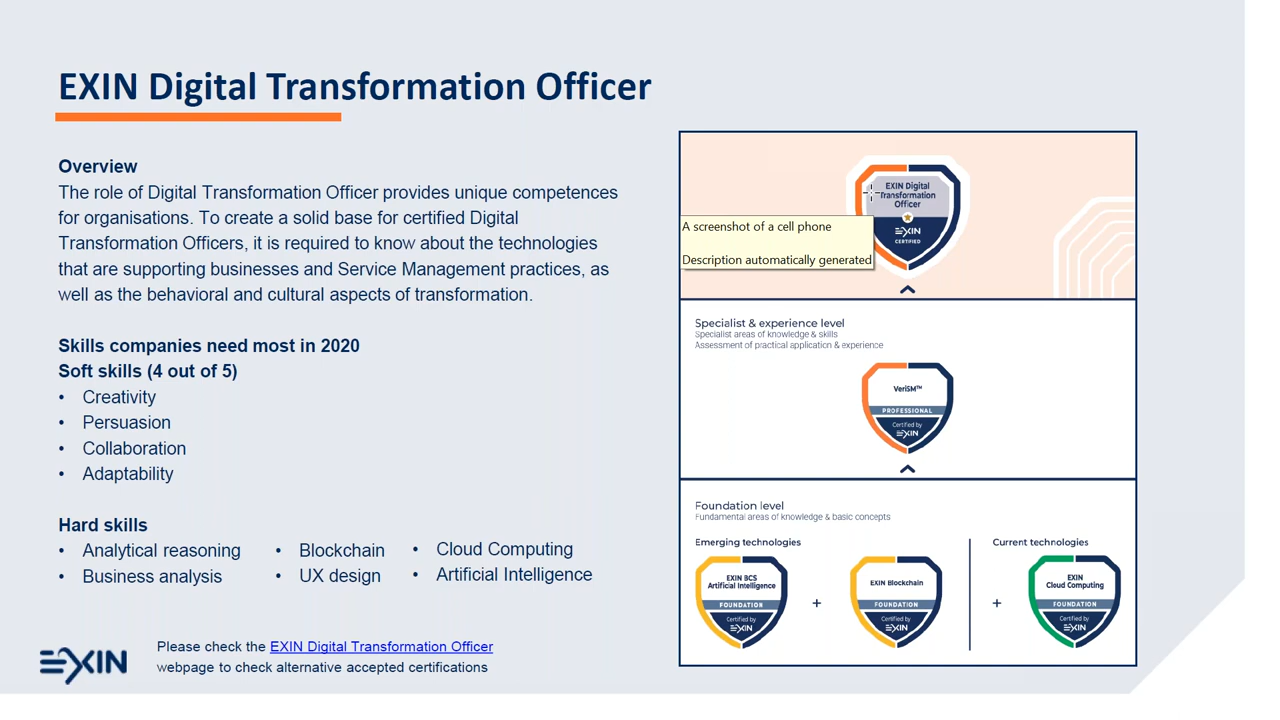 EXIN Digital Transformation Officer
Overview
The role of Digital Transformation Officer provides unique competences
for organisations. To create a solid base for certified Digital
Transformation Officers, it is required to know about the technologies
that are supporting businesses and Service Management practices, as
well as the behavioral and cultural aspects of transformation.
Skills companies need most in 2020
Soft skills (4 out of 5)
• Creativity
• Persuasion
• Collaboration
• Adaptability
Hard skills
• Analytical reasoning
• Business analysis
• Blockchain
• UX design
• Cloud Computing
• Artificial Intelligence
Please check the EXIN Digital Transformation Officer
webpage to check alternative accepted certifications
EXIN
EXIN Digital
Transformation
Officer
EXIN
CERTIFIED
A screenshot of a cell phone
Description automatically generated
Specialist & experience level
Specialist areas of knowledge & skills
Assessment of practical application & experience
VeriSM™
PROFESSIONAL
Certified by
EXIN
Foundation level
Fundamental areas of knowledge & basic concepts
Emerging technologies
EXIN BCS
Artificial Intelligence
FOUNDATION
Certified by
EXIN
+
EXIN Blockchain
FOUNDATION
Certified by
EXIN
+
Current technologies
EXIN
Cloud Computing
FOUNDATION
Certified by
EXIN